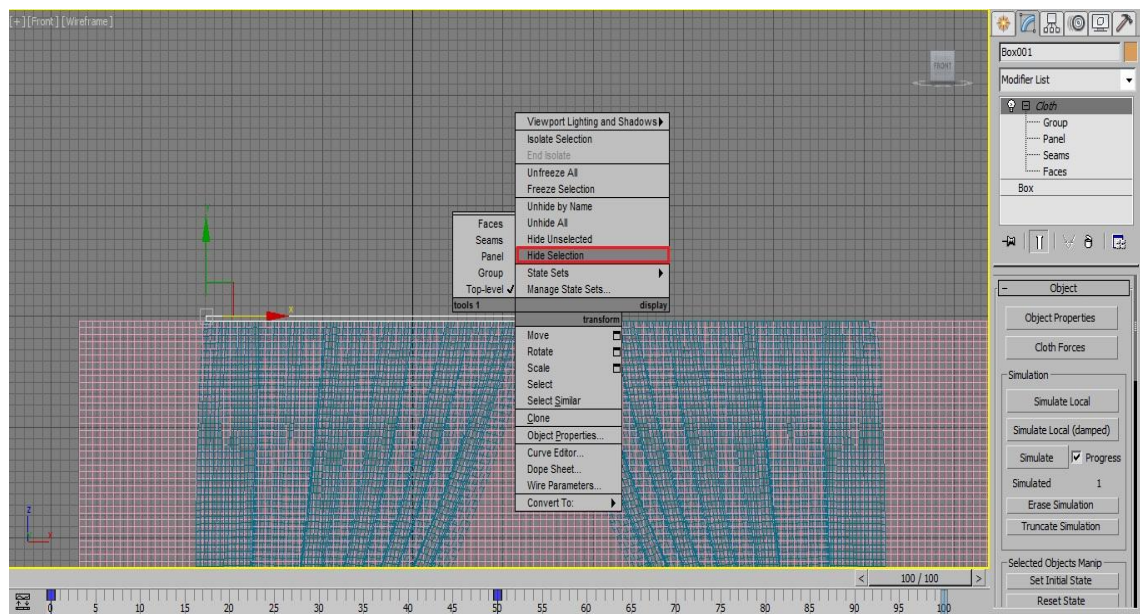 [+] [Front] [Wireframe]
FRONT
Viewport Lighting and Shadows
Isolate Selection
End Isolate
Unfreeze All
Freeze Selection
Unhide by Name
Unhide All
Hide Unselected
Hide Selection
State Sets
Manage State Sets...
display
Faces
Seams
Panel
Group
Top-level
tools 1
transform
Move
Rotate
Scale
Select
Select Similar
Clone
Object Properties...
Curve Editor...
Dope Sheet...
Wire Parameters...
Convert To:
y
x
z
x
Box001
Modifier List
Cloth
Group
Panel
Seams
Faces
Box
- Object
Object Properties
Cloth Forces
Simulation
Simulate Local
Simulate Local (damped)
Simulate Progress
Simulated 1
Erase Simulation
Truncate Simulation
Selected Objects Manip
Set Initial State
Reset State
< 100 / 100 >
0 5 10 15 20 25 30 35 40 45 50 55 60 65 70 75 80 85 90 95 100